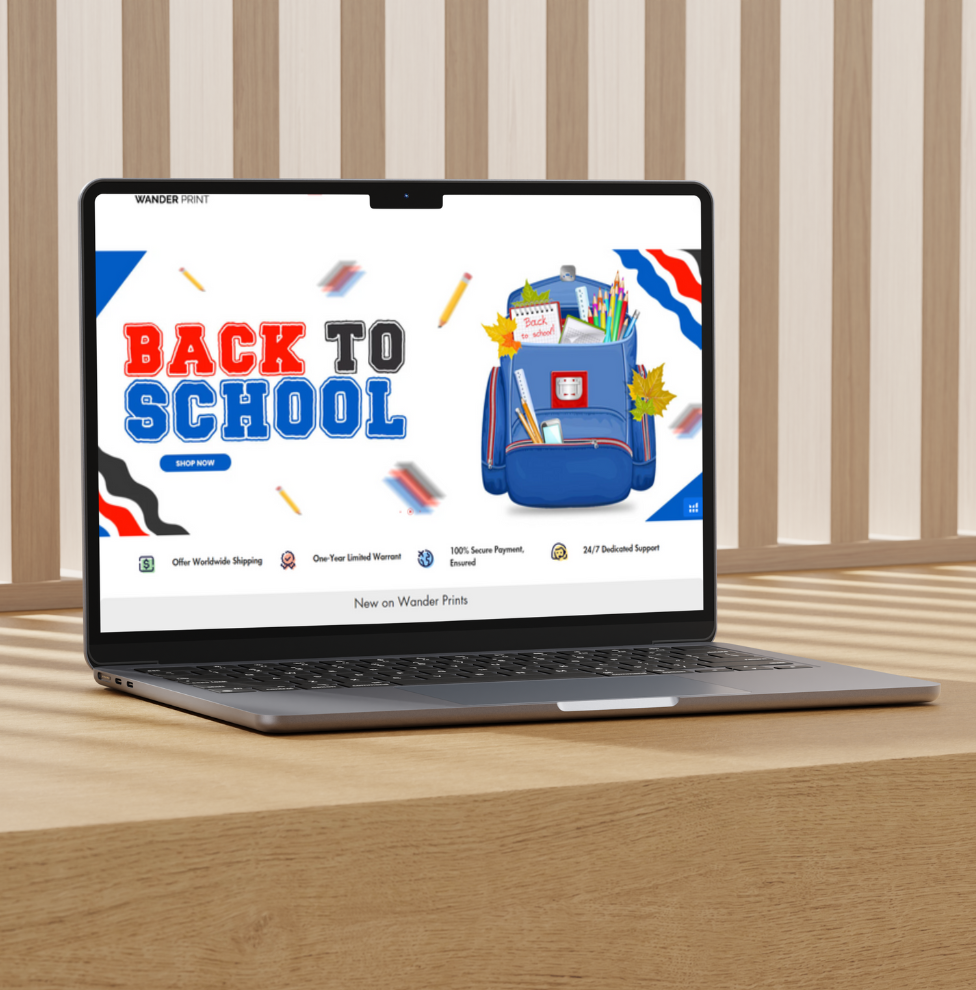 WANDER PRINT
BACK TO
SCHOOL
SHOP NOW
Back
to school!
Offer Worldwide Shipping
One-Year Limited Warrant
100% Secure Payment,
Ensured
24/7 Dedicated Support
New on Wander Prints